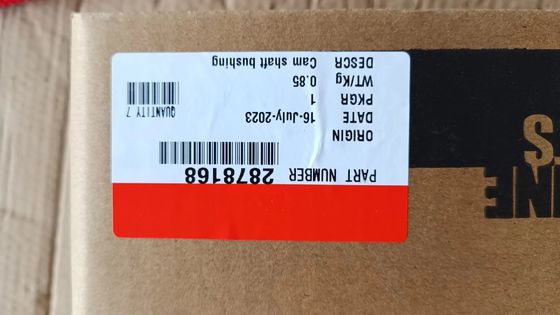 PART NUMBER 2878168
ORIGIN
DATE 16-July-2023
QUANTITY
PKGR 1
WT/Kg 0.85
DESCR Cam shaft bushing
INE
S